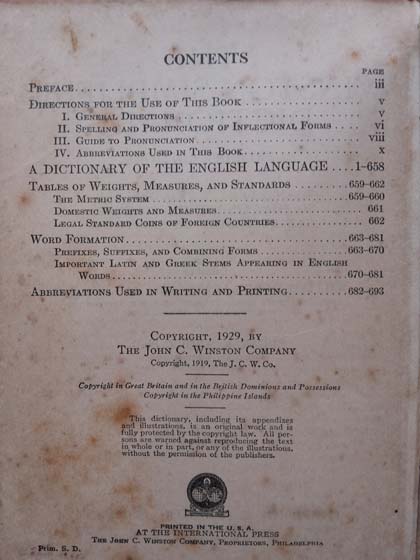 CONTENTS
PAGE
PREFACE............................................. iii
DIRECTIONS FOR THE USE OF THIS BOOK ................. v
I. GENERAL DIRECTIONS ............................... v
II. SPELLING AND PRONUNCIATION OF INFLECTIONAL FORMS .... vi
III. GUIDE TO PRONUNCIATION......................... viii
IV. ABBREVIATIONS USED IN THIS BOOK.................. x
A DICTIONARY OF THE ENGLISH LANGUAGE ....1-658
TABLES OF WEIGHTS, MEASURES, AND STANDARDS ........ 659-662
THE METRIC SYSTEM ................................ 659-660
DOMESTIC WEIGHTS AND MEASURES........................ 661
LEGAL STANDARD COINS OF FOREIGN COUNTRIES............ 662
WORD FORMATION....................................663-681
PREFIXES, SUFFIXES, AND COMBINING FORMS ..........663-670
IMPORTANT LATIN AND GREEK STEMS APPEARING IN ENGLISH
WORDS............................................ 670-681
ABBREVIATIONS USED IN WRITING AND PRINTING........ 682-693
COPYRIGHT, 1929, BY
THE JOHN C. WINSTON COMPANY
Copyright, 1919, The J. C. W. Co.
Copyright in Great Britain and in the British Dominions and Possessions
Copyright in the Philippine Islands
This dictionary, including its appendixes
and illustrations, is an original work and is
fully protected by the copyright law. All per-
sons are warned against reproducing the text
in whole or in part, or any of the illustrations,
without the permission of the publishers.
PRINTED IN THE U. S. A.
AT THE INTERNATIONAL PRESS
THE JOHN C. WINSTON COMPANY, PROPRIETORS, PHILADELPHIA
Prim. S. D.